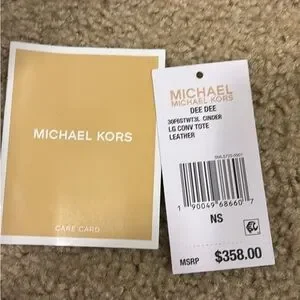 MICHAEL KORS
CARE CARD
MICHAEL
MICHAEL KORS
DEE DEE
30F6STWT3L CINDER
LG CONV TOTE
LEATHER
1 90049 68660 7
NS
MSRP $358.00